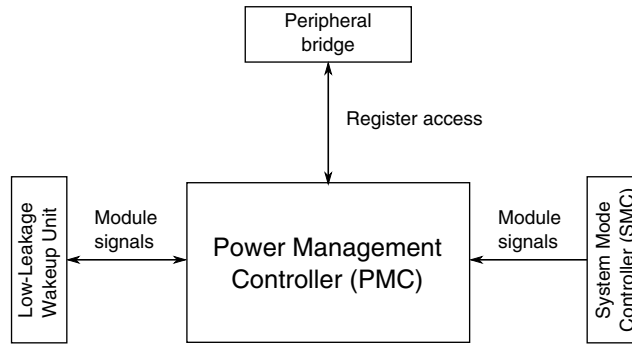 Peripheral
bridge
Register access
Low-Leakage
Wakeup Unit
Module
signals
Power Management
Controller (PMC)
Module
signals
System Mode
Controller (SMC)